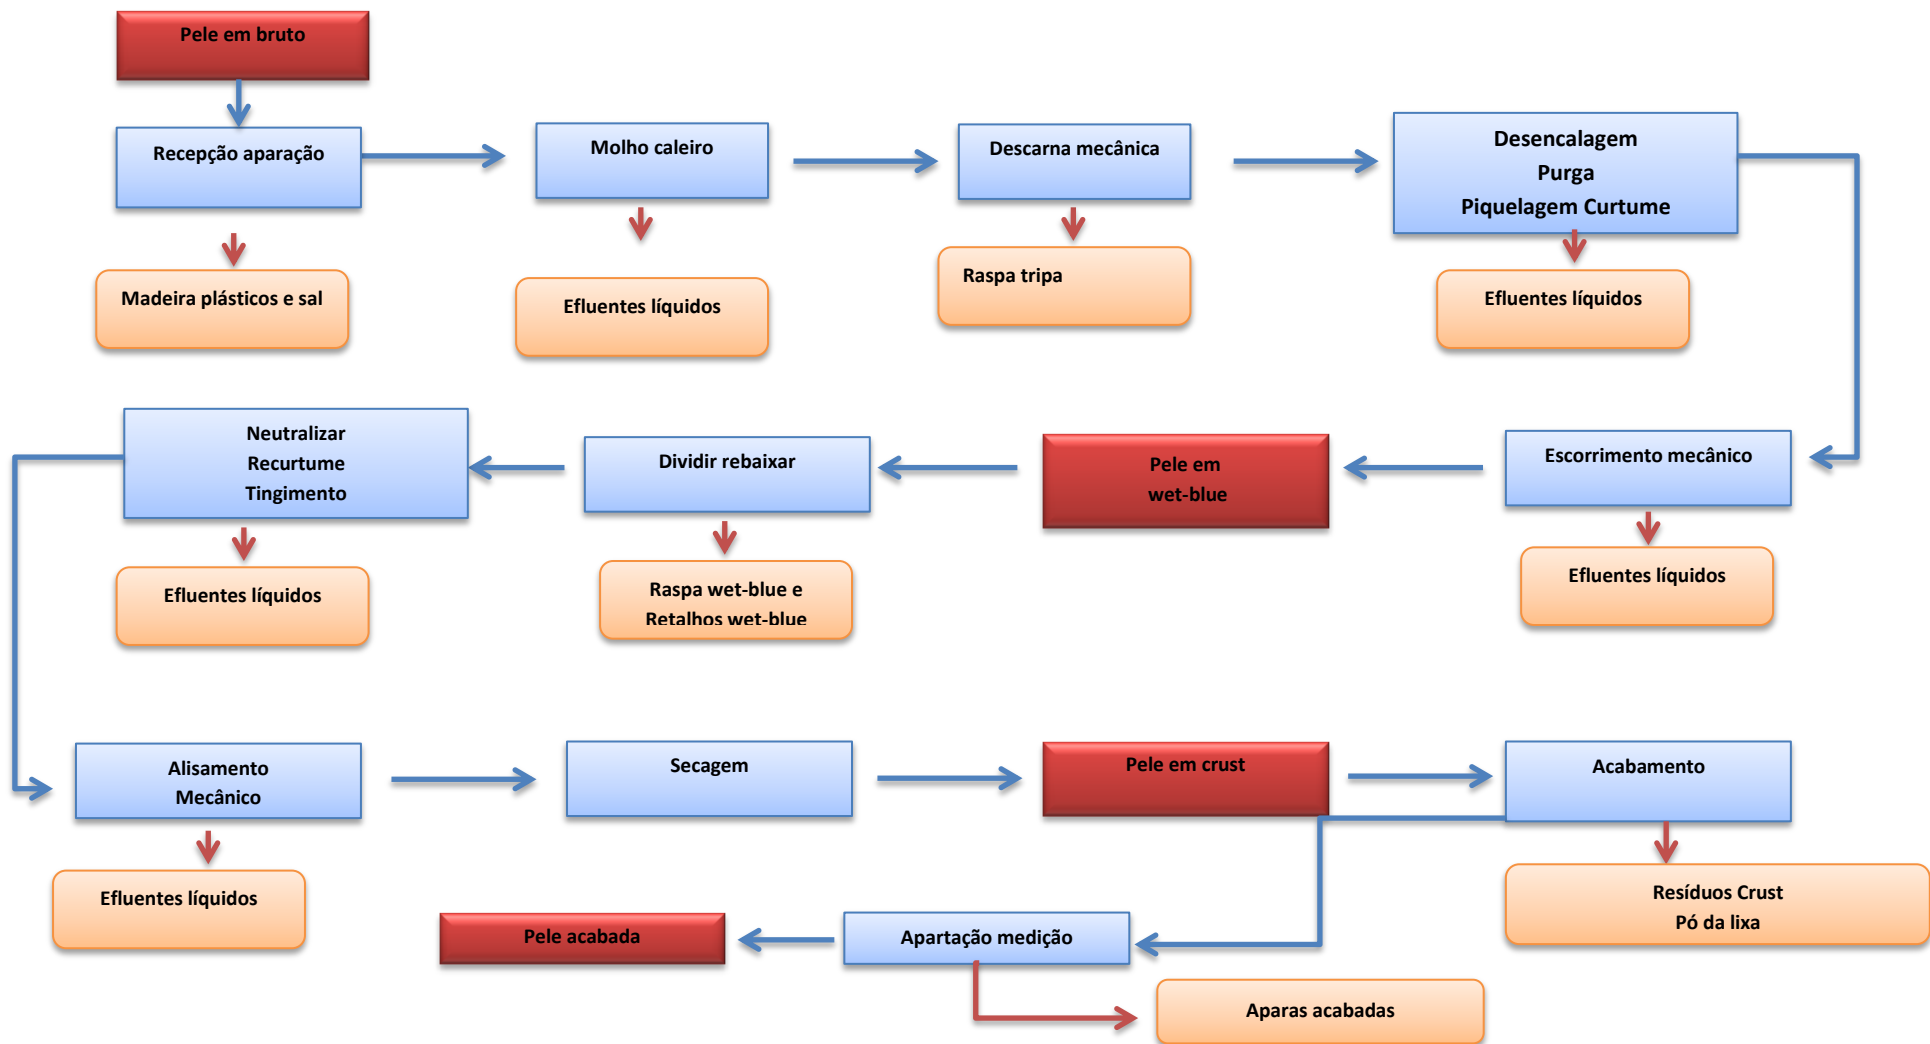 Pele em bruto
Recepção aparação
Molho caleiro
Descarna mecânica
Desencalagem
Purga
Piquelagem Curtume
Madeira plásticos e sal
Efluentes líquidos
Raspa tripa
Efluentes líquidos
Neutralizar
Recurtume
Tingimento
Dividir rebaixar
Pele em
wet-blue
Escorrimento mecânico
Efluentes líquidos
Raspa wet-blue e
Retalhos wet-blue
Efluentes líquidos
Alisamento
Mecânico
Secagem
Pele em crust
Acabamento
Efluentes líquidos
Resíduos Crust
Pó da lixa
Pele acabada
Apartação medição
Aparas acabadas